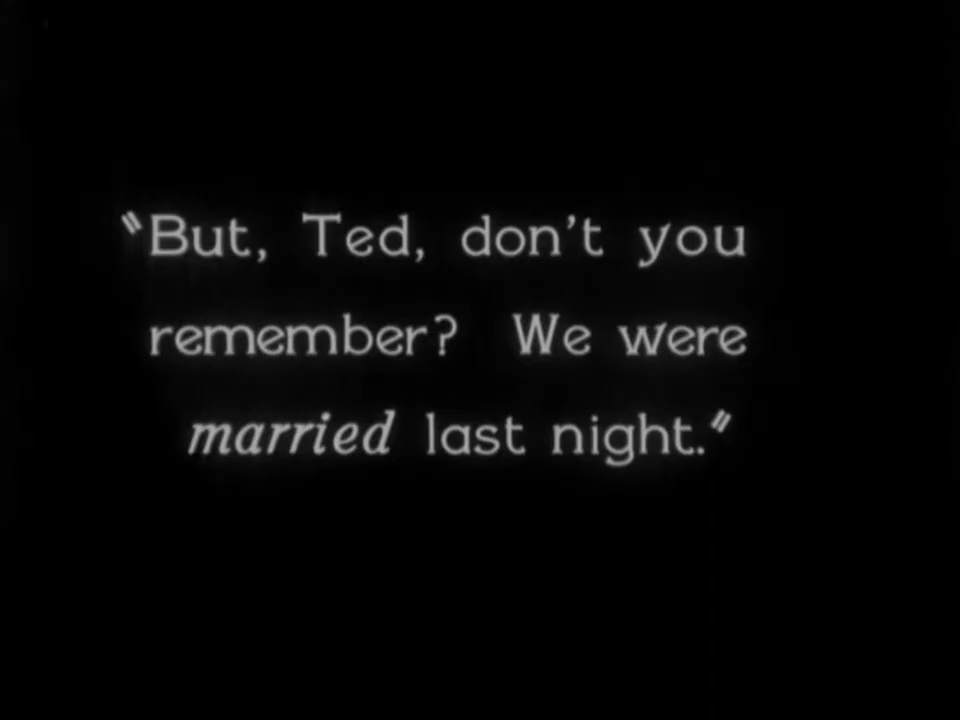 "But, Ted, don't you
remember? We were
married last night."